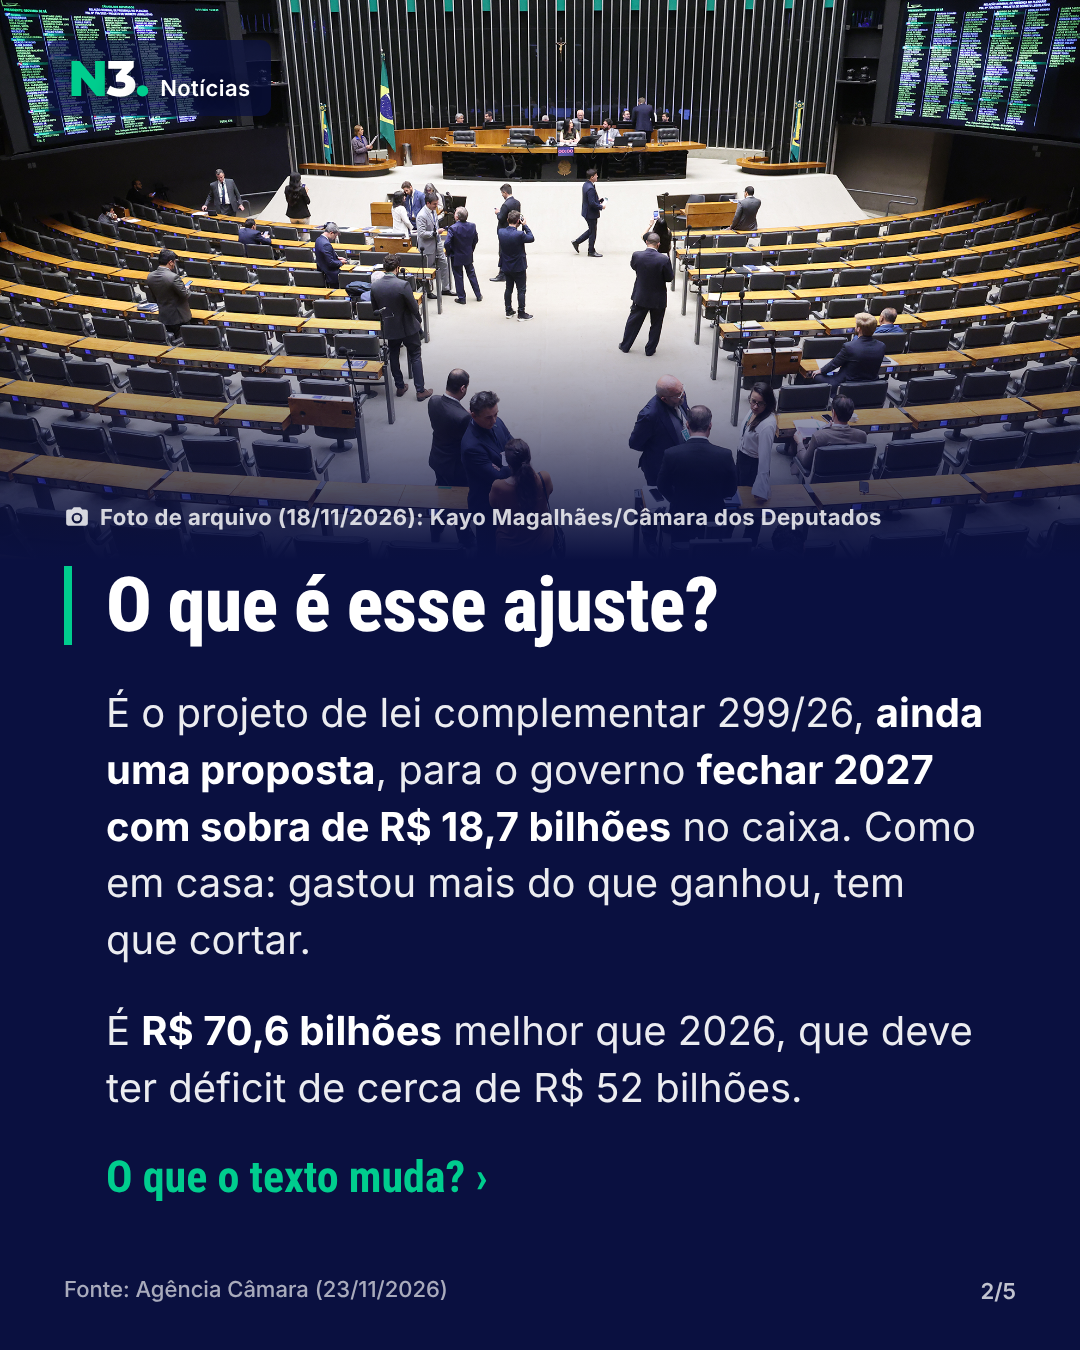 N3. Notícias
Foto de arquivo (18/11/2026): Kayo Magalhães/Câmara dos Deputados
O que é esse ajuste?
É o projeto de lei complementar 299/26, ainda
uma proposta, para o governo fechar 2027
com sobra de R$ 18,7 bilhões no caixa. Como
em casa: gastou mais do que ganhou, tem
que cortar.
É R$ 70,6 bilhões melhor que 2026, que deve
ter déficit de cerca de R$ 52 bilhões.
O que o texto muda? ›
Fonte: Agência Câmara (23/11/2026)
2/5